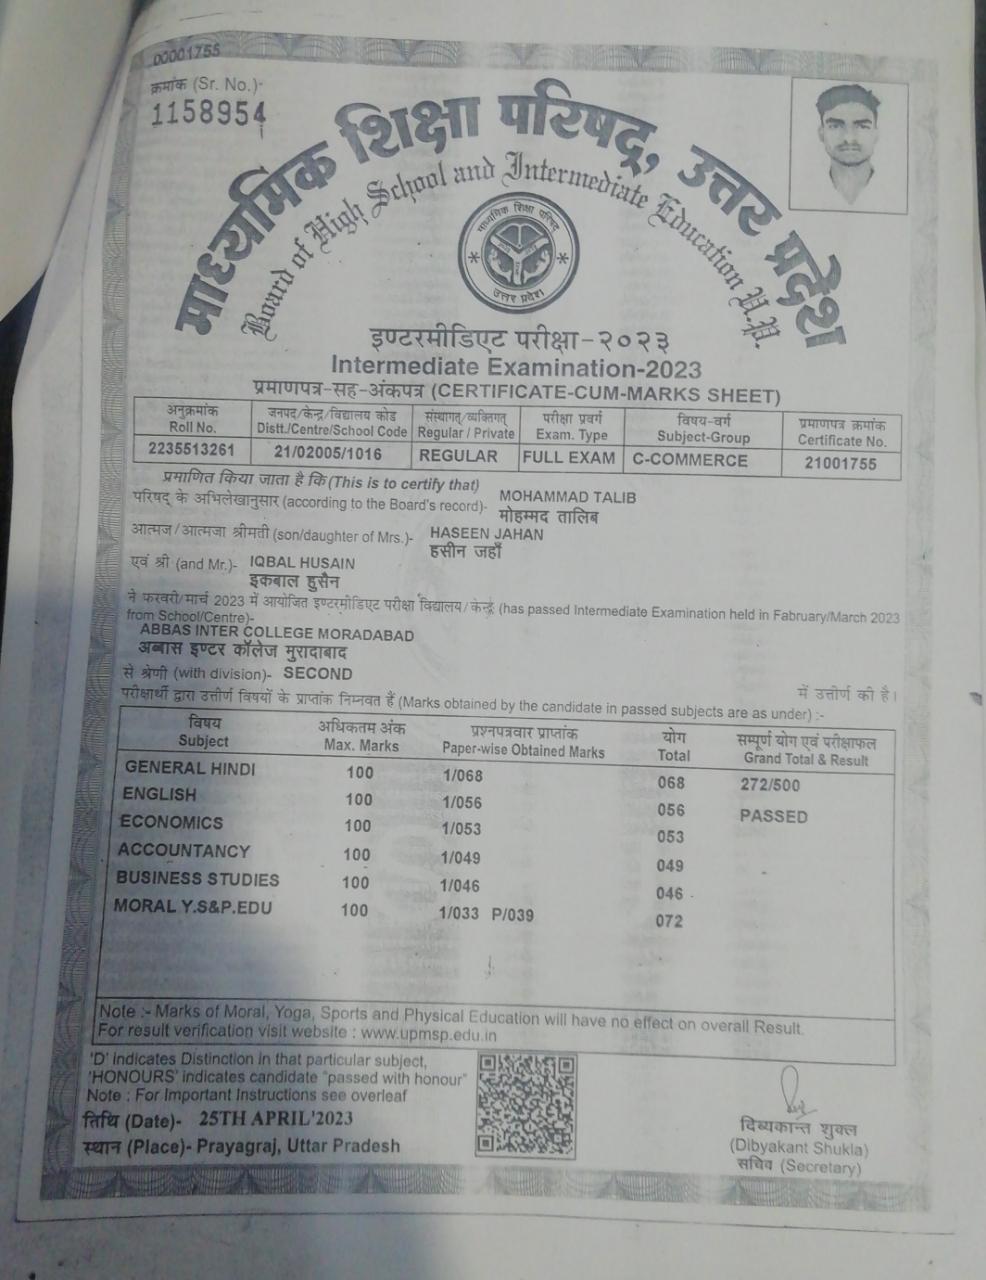 00001755
क्रमांक (Sr. No.)-
1158954
माध्यमिक शिक्षा परिषद्, उत्तर प्रदेश
Board of High School and Intermediate Education U.P.
माध्यमिक शिक्षा परिषद
उत्तर प्रदेश
इण्टरमीडिएट परीक्षा-२०२३
Intermediate Examination-2023
प्रमाणपत्र-सह-अंकपत्र (CERTIFICATE-CUM-MARKS SHEET)
अनुक्रमांक जनपद/केन्द्र/विद्यालय कोड संस्थागत/व्यक्तिगत् परीक्षा प्रवर्ग विषय-वर्ग प्रमाणपत्र क्रमांक
Roll No. Distt./Centre/School Code Regular / Private Exam. Type Subject-Group Certificate No.
2235513261 21/02005/1016 REGULAR FULL EXAM C-COMMERCE 21001755
प्रमाणित किया जाता है कि(This is to certify that)
परिषद् के अभिलेखानुसार (according to the Board's record)- MOHAMMAD TALIB
मोहम्मद तालिब
आत्मज/आत्मजा श्रीमती (son/daughter of Mrs.)- HASEEN JAHAN
हसीन जहाँ
एवं श्री (and Mr.)- IQBAL HUSAIN
इकबाल हुसैन
ने फरवरी/मार्च 2023 में आयोजित इण्टरमीडिएट परीक्षा विद्यालय/केन्द्र (has passed Intermediate Examination held in Fabruary/March 2023
from School/Centre)-
ABBAS INTER COLLEGE MORADABAD
अब्बास इण्टर कॉलेज मुरादाबाद
से श्रेणी (with division)- SECOND में उत्तीर्ण की है।
परीक्षार्थी द्वारा उत्तीर्ण विषयों के प्राप्तांक निम्नवत हैं (Marks obtained by the candidate in passed subjects are as under) :-
विषय अधिकतम अंक प्रश्नपत्रवार प्राप्तांक योग सम्पूर्ण योग एवं परीक्षाफल
Subject Max. Marks Paper-wise Obtained Marks Total Grand Total & Result
GENERAL HINDI 100 1/068 068 272/500
ENGLISH 100 1/056 056 PASSED
ECONOMICS 100 1/053 053
ACCOUNTANCY 100 1/049 049
BUSINESS STUDIES 100 1/046 046
MORAL Y.S&P.EDU 100 1/033 P/039 072
Note :- Marks of Moral, Yoga, Sports and Physical Education will have no effect on overall Result.
For result verification visit website : www.upmsp.edu.in
'D' indicates Distinction in that particular subject,
'HONOURS' indicates candidate "passed with honour"
Note : For Important Instructions see overleaf
तिथि (Date)- 25TH APRIL'2023
स्थान (Place)- Prayagraj, Uttar Pradesh
दिब्यकान्त शुक्ल
(Dibyakant Shukla)
सचिव (Secretary)